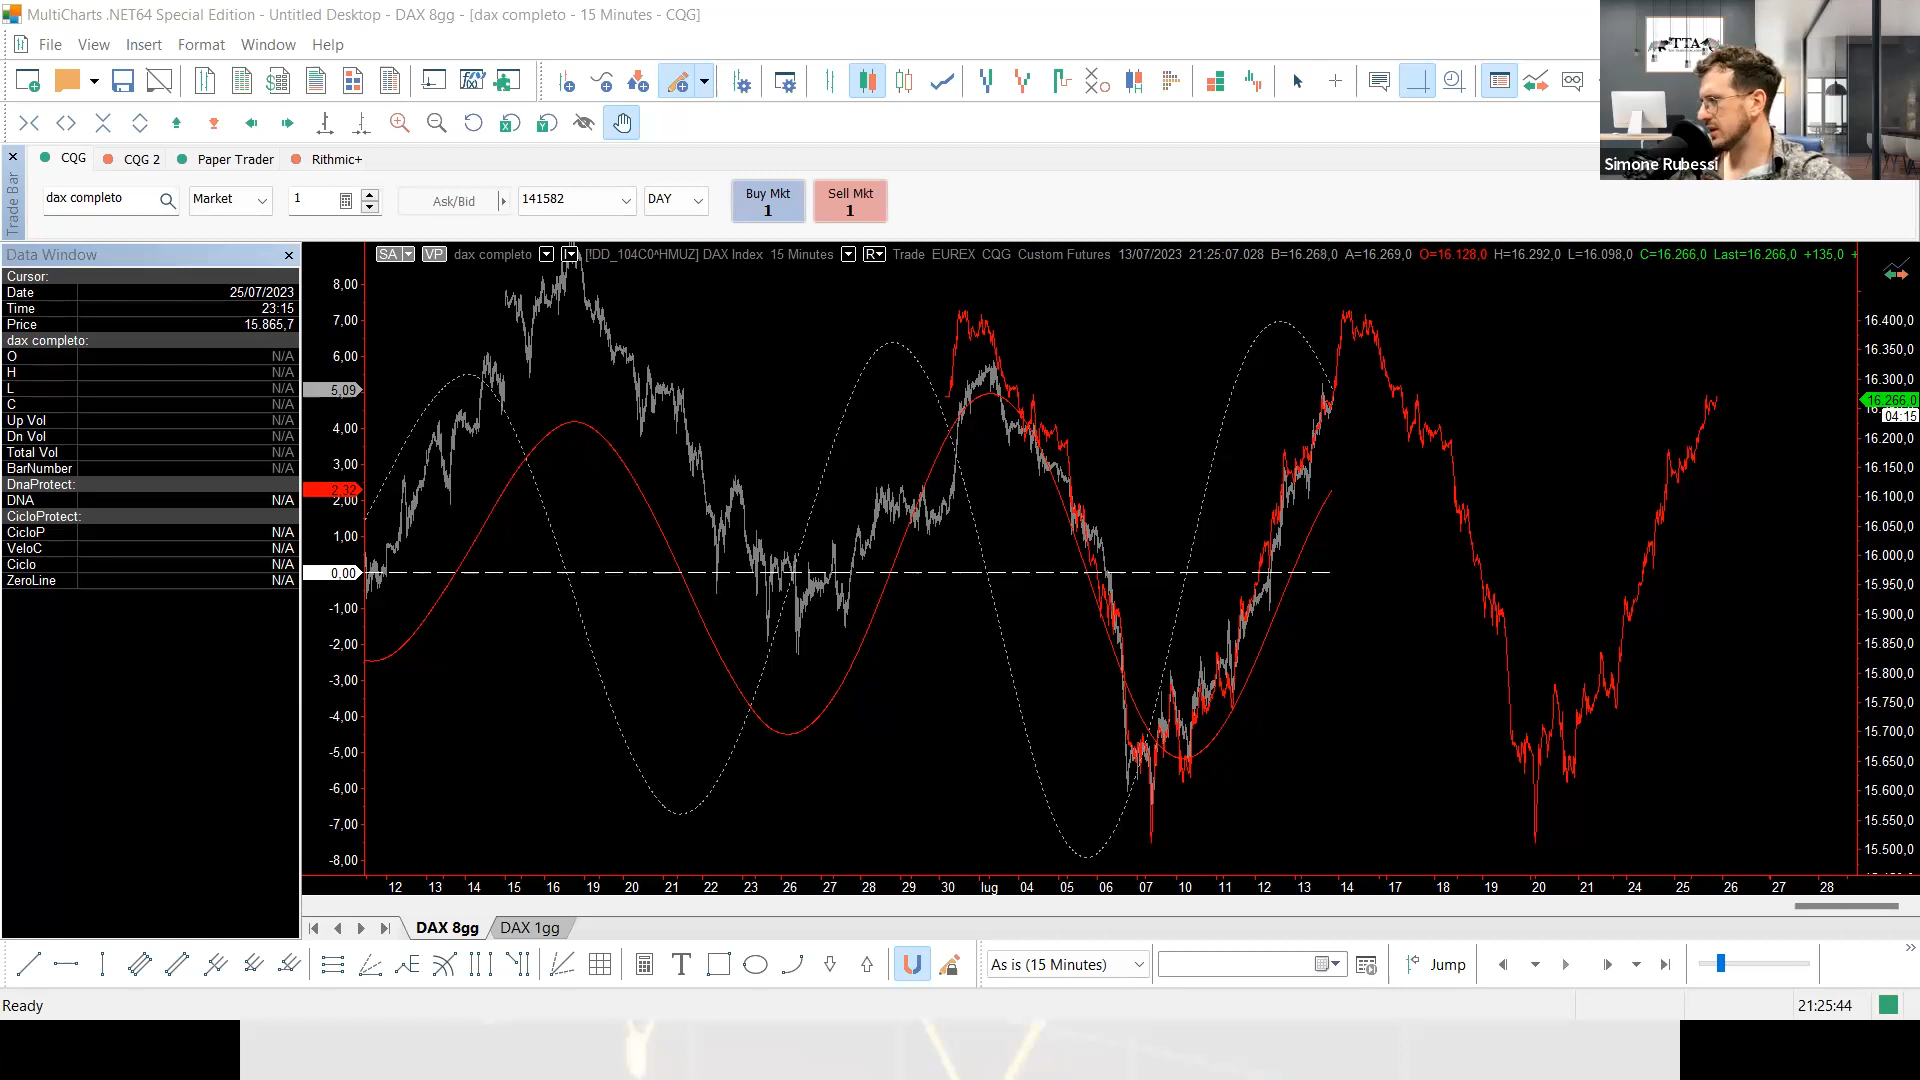 MultiCharts .NET64 Special Edition - Untitled Desktop - DAX 8gg - [dax completo - 15 Minutes - CQG]
File View Insert Format Window Help
TTA
Simone Rubessi
CQG CQG 2 Paper Trader Rithmic+
Trade Bar
dax completo Market 1 Ask/Bid 141582 DAY Buy Mkt 1 Sell Mkt 1
Data Window
Cursor:
Date 25/07/2023
Time 23:15
Price 15.865,7
dax completo:
O N/A
H N/A
L N/A
C N/A
Up Vol N/A
Dn Vol N/A
Total Vol N/A
BarNumber N/A
DnaProtect:
DNA N/A
CicloProtect:
CicloP N/A
VeloC N/A
Ciclo N/A
ZeroLine N/A
SA VP dax completo [!DD_104C0^HMUZ] DAX Index 15 Minutes R Trade EUREX CQG Custom Futures 13/07/2023 21:25:07.028 B=16.268,0 A=16.269,0 O=16.128,0 H=16.292,0 L=16.098,0 C=16.266,0 Last=16.266,0 +135,0 +
8,00
7,00
6,00
5,09
4,00
3,00
2,32
2,00
1,00
0,00
-1,00
-2,00
-3,00
-4,00
-5,00
-6,00
-7,00
-8,00
16.400,0
16.350,0
16.300,0
16.266,0
04:15
16.200,0
16.150,0
16.100,0
16.050,0
16.000,0
15.950,0
15.900,0
15.850,0
15.800,0
15.750,0
15.700,0
15.650,0
15.600,0
15.550,0
15.500,0
12 13 14 15 16 19 20 21 22 23 26 27 28 29 30 lug 04 05 06 07 10 11 12 13 14 17 18 19 20 21 24 25 26 27 28
DAX 8gg DAX 1gg
As is (15 Minutes) Jump
Ready 21:25:44